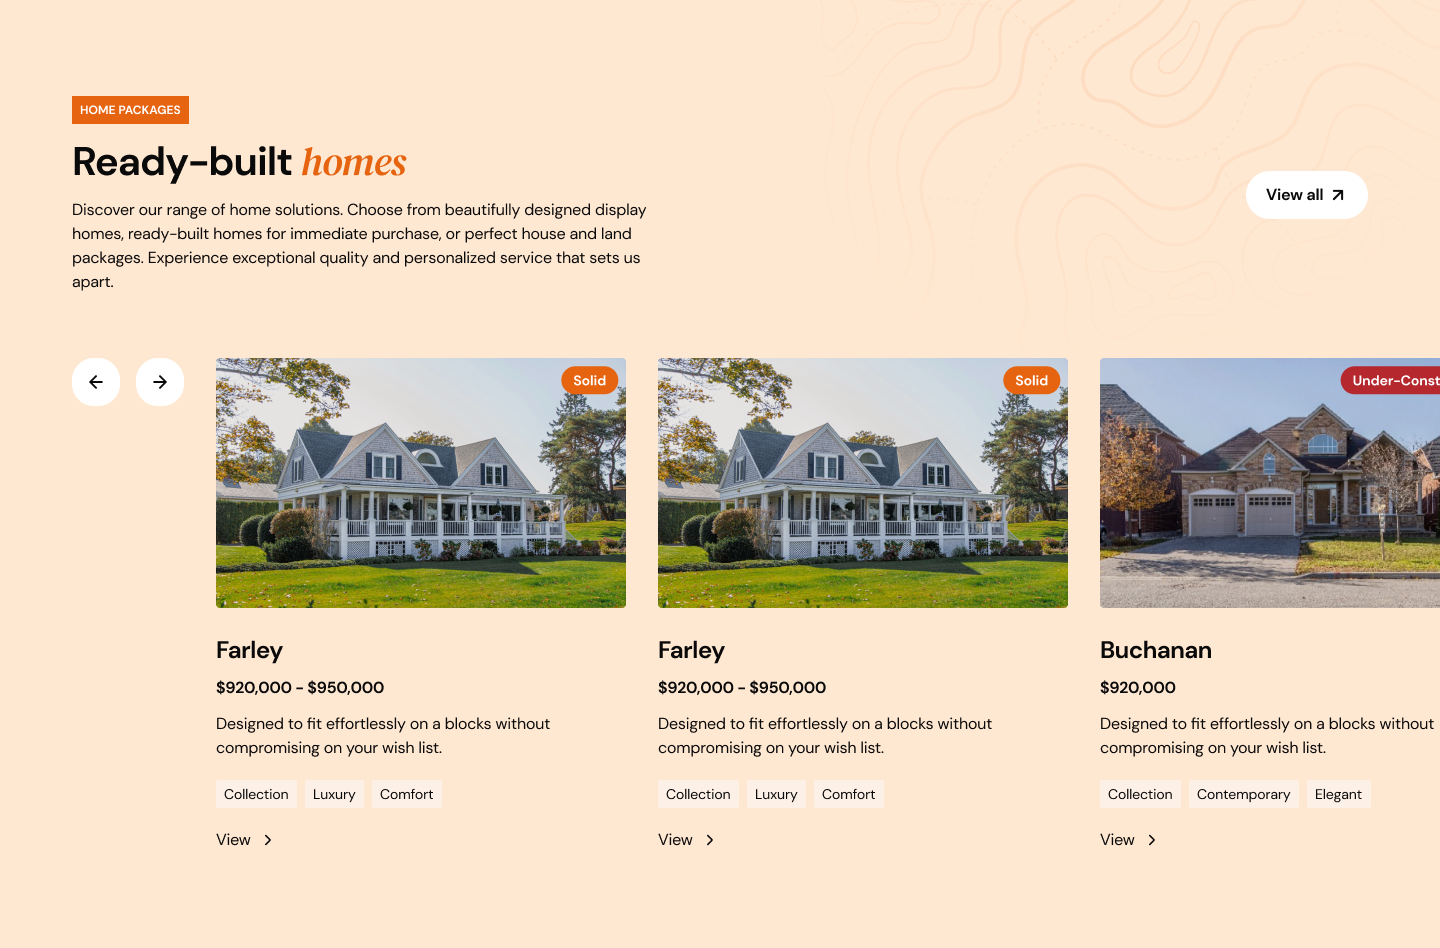 HOME PACKAGES
Ready-built homes
Discover our range of home solutions. Choose from beautifully designed display
homes, ready-built homes for immediate purchase, or perfect house and land
packages. Experience exceptional quality and personalized service that sets us
apart.
View all
Solid
Solid
Under-Const
Farley
$920,000 - $950,000
Designed to fit effortlessly on a blocks without
compromising on your wish list.
Collection Luxury Comfort
View
Farley
$920,000 - $950,000
Designed to fit effortlessly on a blocks without
compromising on your wish list.
Collection Luxury Comfort
View
Buchanan
$920,000
Designed to fit effortlessly on a blocks without
compromising on your wish list.
Collection Contemporary Elegant
View